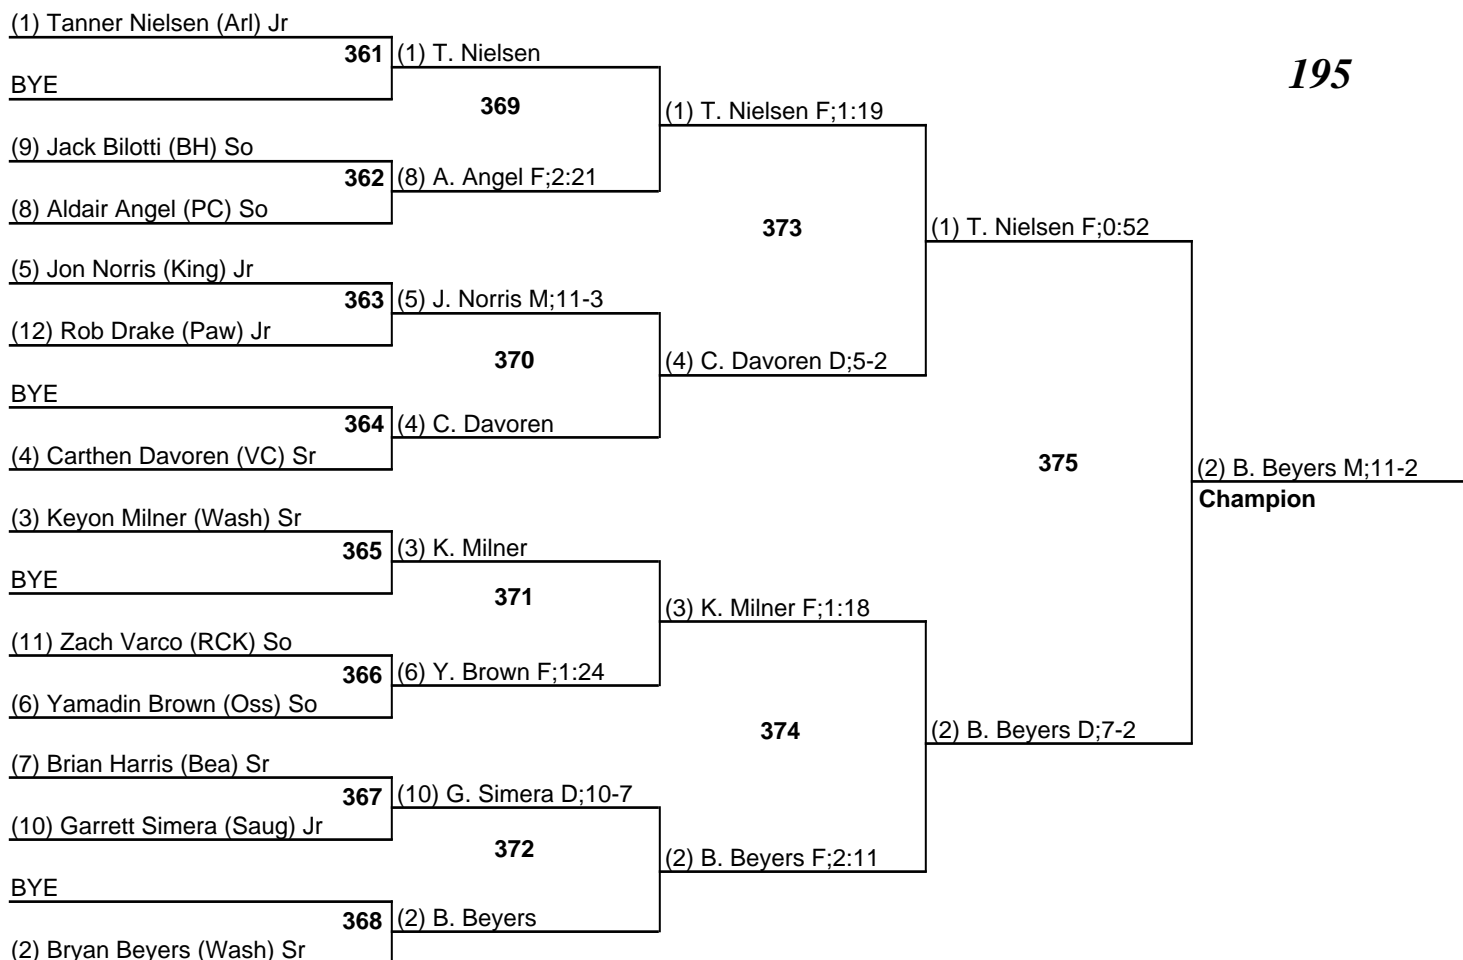 (1) Tanner Nielsen (Arl) Jr
361
(1) T. Nielsen
BYE
195
369
(1) T. Nielsen F;1:19
(9) Jack Bilotti (BH) So
362
(8) A. Angel F;2:21
(8) Aldair Angel (PC) So
373
(1) T. Nielsen F;0:52
(5) Jon Norris (King) Jr
363
(5) J. Norris M;11-3
(12) Rob Drake (Paw) Jr
370
(4) C. Davoren D;5-2
BYE
364
(4) C. Davoren
(4) Carthen Davoren (VC) Sr
375
(2) B. Beyers M;11-2
Champion
(3) Keyon Milner (Wash) Sr
365
(3) K. Milner
BYE
371
(3) K. Milner F;1:18
(11) Zach Varco (RCK) So
366
(6) Y. Brown F;1:24
(6) Yamadin Brown (Oss) So
374
(2) B. Beyers D;7-2
(7) Brian Harris (Bea) Sr
367
(10) G. Simera D;10-7
(10) Garrett Simera (Saug) Jr
372
(2) B. Beyers F;2:11
BYE
368
(2) B. Beyers
(2) Bryan Beyers (Wash) Sr